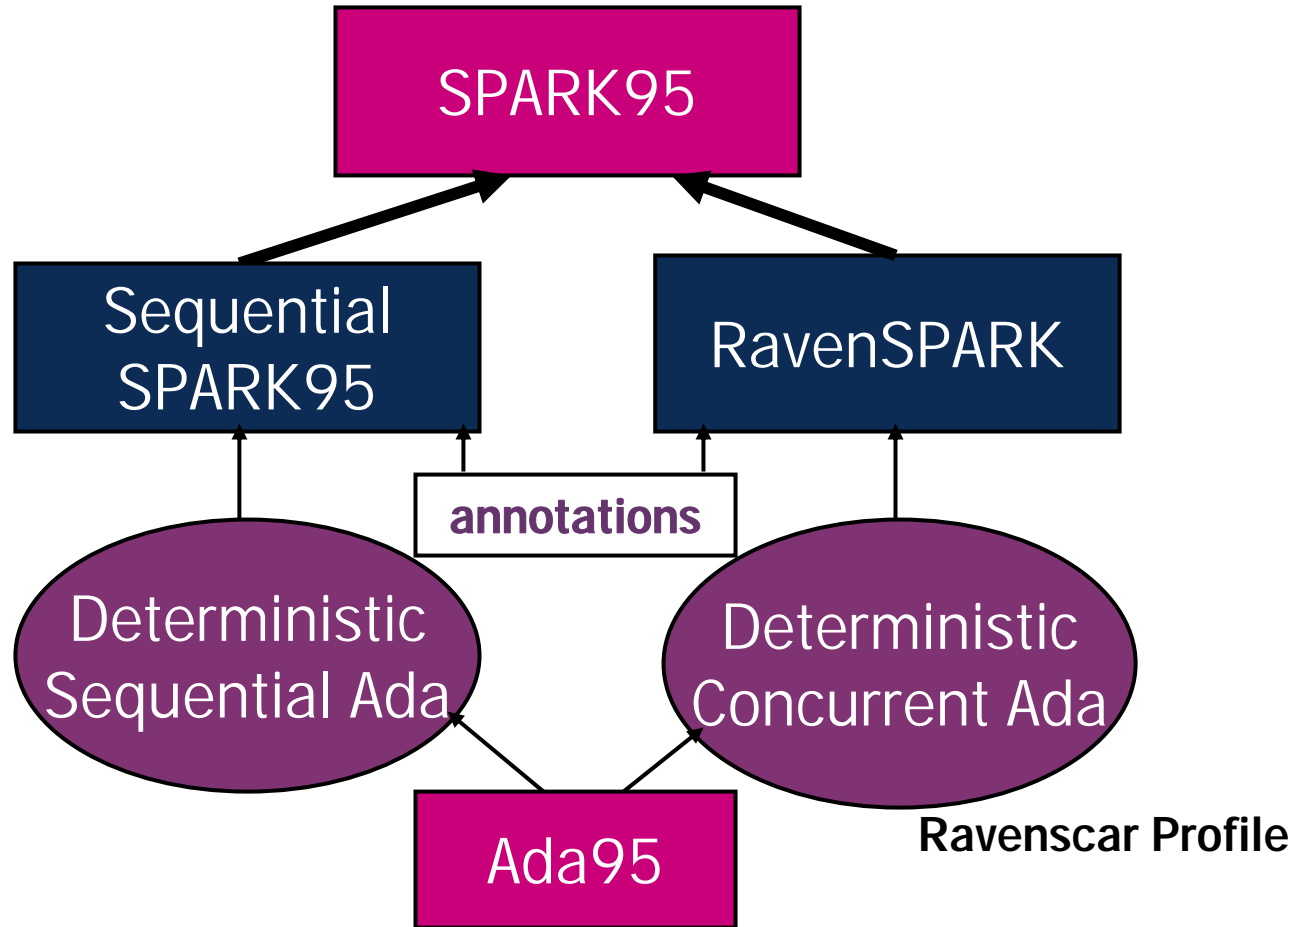 SPARK95
Sequential
SPARK95
RavenSPARK
annotations
Deterministic
Sequential Ada
Deterministic
Concurrent Ada
Ravenscar Profile
Ada95